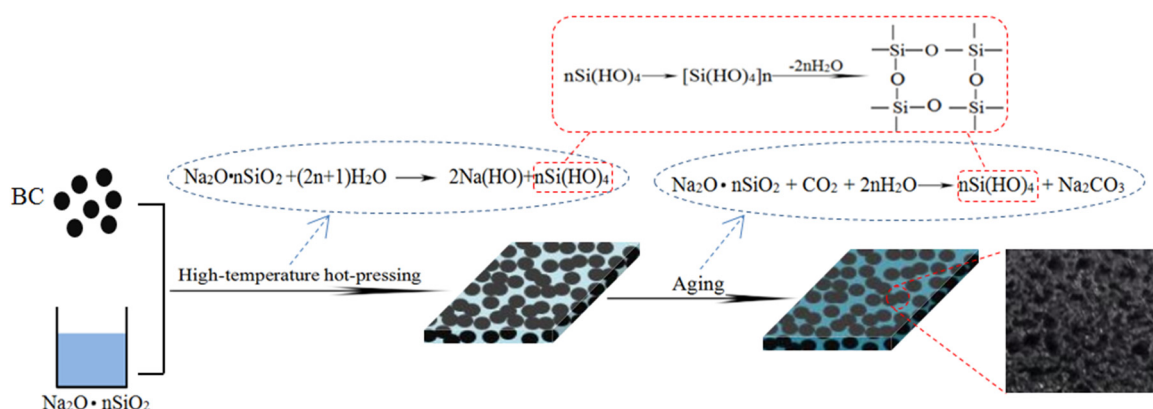 nSi(HO)4 → [Si(HO)4]n -2nH2O →
Si — O — Si
O O
Si — O — Si
Na2O•nSiO2+(2n+1)H2O → 2Na(HO)+nSi(HO)4
Na2O•nSiO2 + CO2 + 2nH2O → nSi(HO)4 + Na2CO3
BC
High-temperature hot-pressing
Aging
Na2O•nSiO2